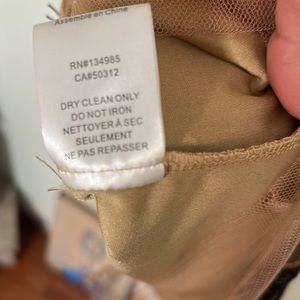 Assemblé en Chine
RN#134985
CA#50312
DRY CLEAN ONLY
DO NOT IRON
NETTOYER À SEC
SEULEMENT
NE PAS REPASSER